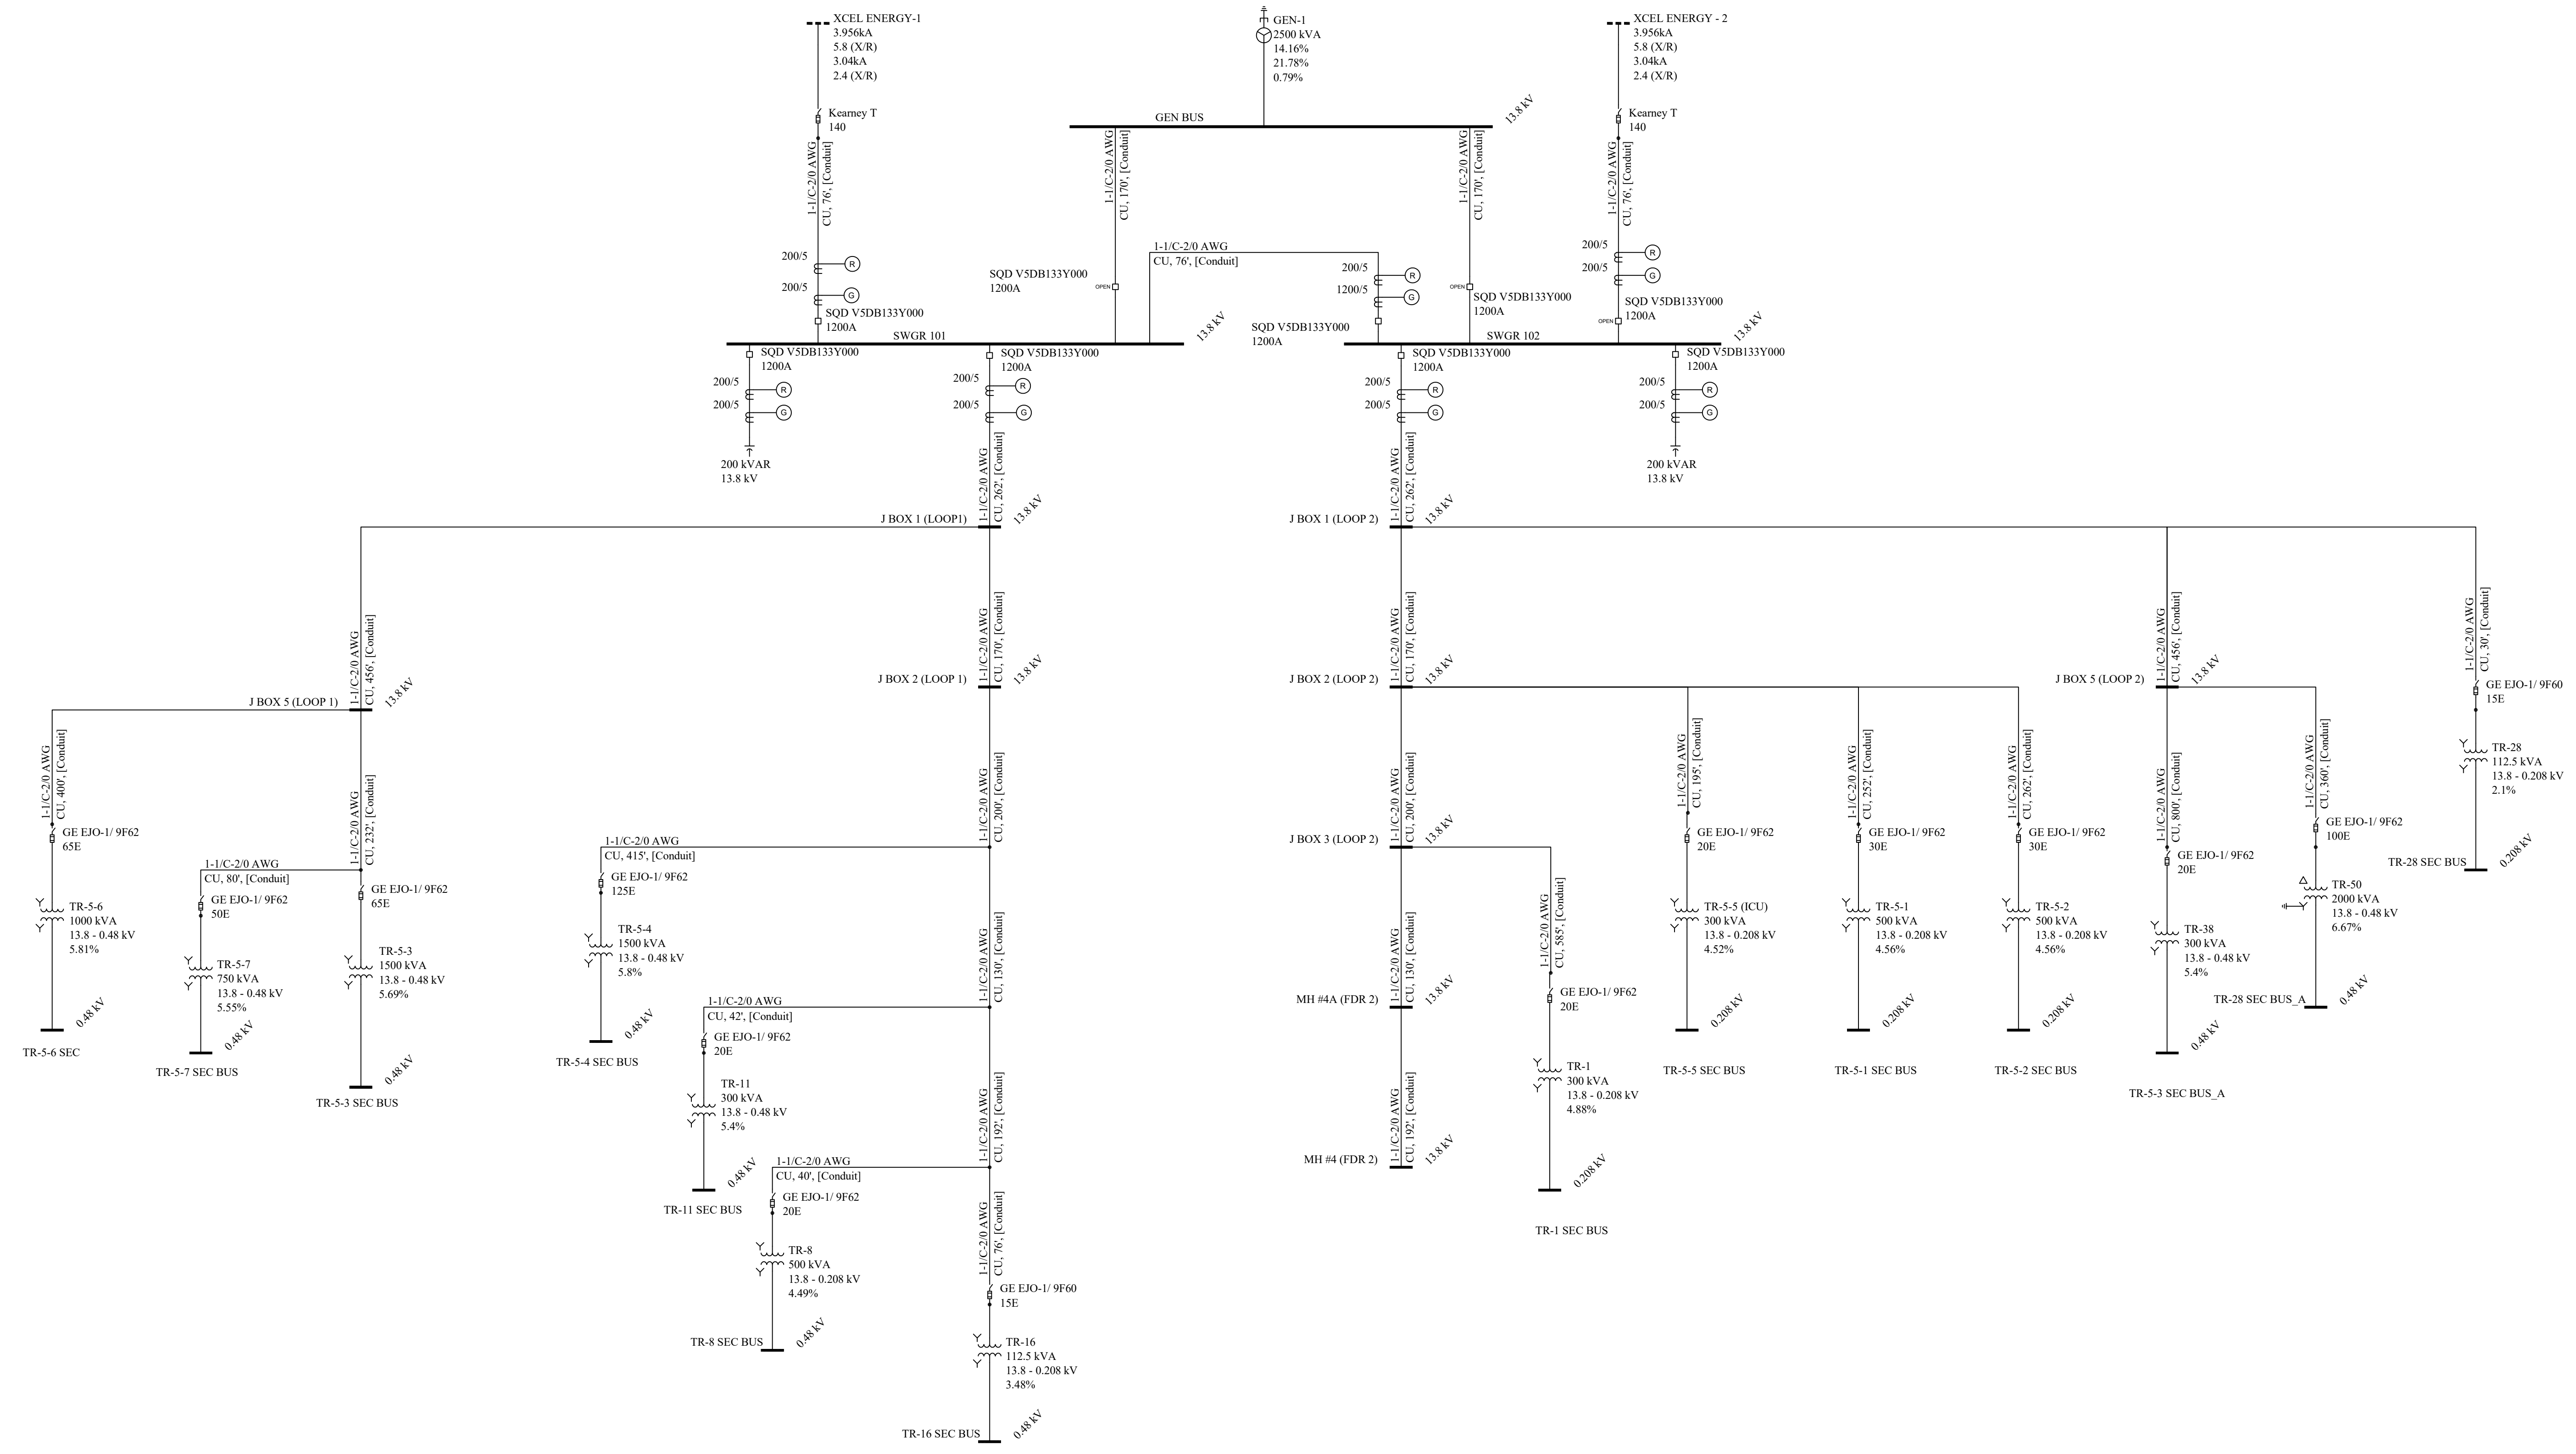 XCEL ENERGY-1
3.956kA
5.8 (X/R)
3.04kA
2.4 (X/R)
GEN-1
2500 kVA
14.16%
21.78%
0.79%
XCEL ENERGY - 2
3.956kA
5.8 (X/R)
3.04kA
2.4 (X/R)
Kearney T
140
GEN BUS
13.8 kV
Kearney T
140
1-1/C-2/0 AWG
CU, 76', [Conduit]
1-1/C-2/0 AWG
CU, 170', [Conduit]
1-1/C-2/0 AWG
CU, 170', [Conduit]
1-1/C-2/0 AWG
CU, 76', [Conduit]
200/5
R
200/5
G
SQD V5DB133Y000
1200A
SQD V5DB133Y000
1200A
OPEN
1-1/C-2/0 AWG
CU, 76', [Conduit]
200/5
R
1200/5
G
SQD V5DB133Y000
1200A
OPEN
SQD V5DB133Y000
1200A
200/5
R
200/5
G
OPEN
SQD V5DB133Y000
1200A
SWGR 101
13.8 kV
SWGR 102
13.8 kV
SQD V5DB133Y000
1200A
200/5
R
200/5
G
200 kVAR
13.8 kV
SQD V5DB133Y000
1200A
200/5
R
200/5
G
1-1/C-2/0 AWG
CU, 262', [Conduit]
SQD V5DB133Y000
1200A
200/5
R
200/5
G
1-1/C-2/0 AWG
CU, 262', [Conduit]
SQD V5DB133Y000
1200A
200/5
R
200/5
G
200 kVAR
13.8 kV
J BOX 1 (LOOP1)
13.8 kV
J BOX 1 (LOOP 2)
13.8 kV
1-1/C-2/0 AWG
CU, 456', [Conduit]
J BOX 5 (LOOP 1)
13.8 kV
1-1/C-2/0 AWG
CU, 170', [Conduit]
J BOX 2 (LOOP 1)
13.8 kV
1-1/C-2/0 AWG
CU, 170', [Conduit]
J BOX 2 (LOOP 2)
13.8 kV
1-1/C-2/0 AWG
CU, 456', [Conduit]
J BOX 5 (LOOP 2)
13.8 kV
1-1/C-2/0 AWG
CU, 30', [Conduit]
GE EJO-1/ 9F60
15E
TR-28
112.5 kVA
13.8 - 0.208 kV
2.1%
TR-28 SEC BUS
0.208 kV
1-1/C-2/0 AWG
CU, 400', [Conduit]
GE EJO-1/ 9F62
65E
TR-5-6
1000 kVA
13.8 - 0.48 kV
5.81%
0.48 kV
TR-5-6 SEC
1-1/C-2/0 AWG
CU, 232', [Conduit]
1-1/C-2/0 AWG
CU, 80', [Conduit]
GE EJO-1/ 9F62
50E
TR-5-7
750 kVA
13.8 - 0.48 kV
5.55%
0.48 kV
TR-5-7 SEC BUS
GE EJO-1/ 9F62
65E
TR-5-3
1500 kVA
13.8 - 0.48 kV
5.69%
0.48 kV
TR-5-3 SEC BUS
1-1/C-2/0 AWG
CU, 200', [Conduit]
1-1/C-2/0 AWG
CU, 415', [Conduit]
GE EJO-1/ 9F62
125E
TR-5-4
1500 kVA
13.8 - 0.48 kV
5.8%
0.48 kV
TR-5-4 SEC BUS
1-1/C-2/0 AWG
CU, 130', [Conduit]
1-1/C-2/0 AWG
CU, 42', [Conduit]
GE EJO-1/ 9F62
20E
TR-11
300 kVA
13.8 - 0.48 kV
5.4%
0.48 kV
TR-11 SEC BUS
1-1/C-2/0 AWG
CU, 192', [Conduit]
1-1/C-2/0 AWG
CU, 40', [Conduit]
GE EJO-1/ 9F62
20E
TR-8
500 kVA
13.8 - 0.208 kV
4.49%
TR-8 SEC BUS
0.48 kV
1-1/C-2/0 AWG
CU, 76', [Conduit]
GE EJO-1/ 9F60
15E
TR-16
112.5 kVA
13.8 - 0.208 kV
3.48%
TR-16 SEC BUS
0.48 kV
1-1/C-2/0 AWG
CU, 200', [Conduit]
J BOX 3 (LOOP 2)
13.8 kV
1-1/C-2/0 AWG
CU, 130', [Conduit]
MH #4A (FDR 2)
13.8 kV
1-1/C-2/0 AWG
CU, 192', [Conduit]
MH #4 (FDR 2)
13.8 kV
1-1/C-2/0 AWG
CU, 585', [Conduit]
GE EJO-1/ 9F62
20E
TR-1
300 kVA
13.8 - 0.208 kV
4.88%
0.208 kV
TR-1 SEC BUS
1-1/C-2/0 AWG
CU, 195', [Conduit]
GE EJO-1/ 9F62
20E
TR-5-5 (ICU)
300 kVA
13.8 - 0.208 kV
4.52%
0.208 kV
TR-5-5 SEC BUS
1-1/C-2/0 AWG
CU, 252', [Conduit]
GE EJO-1/ 9F62
30E
TR-5-1
500 kVA
13.8 - 0.208 kV
4.56%
0.208 kV
TR-5-1 SEC BUS
1-1/C-2/0 AWG
CU, 262', [Conduit]
GE EJO-1/ 9F62
30E
TR-5-2
500 kVA
13.8 - 0.208 kV
4.56%
0.208 kV
TR-5-2 SEC BUS
1-1/C-2/0 AWG
CU, 800', [Conduit]
GE EJO-1/ 9F62
20E
TR-38
300 kVA
13.8 - 0.48 kV
5.4%
0.48 kV
TR-5-3 SEC BUS_A
1-1/C-2/0 AWG
CU, 360', [Conduit]
GE EJO-1/ 9F62
100E
TR-50
2000 kVA
13.8 - 0.48 kV
6.67%
TR-28 SEC BUS_A
0.48 kV